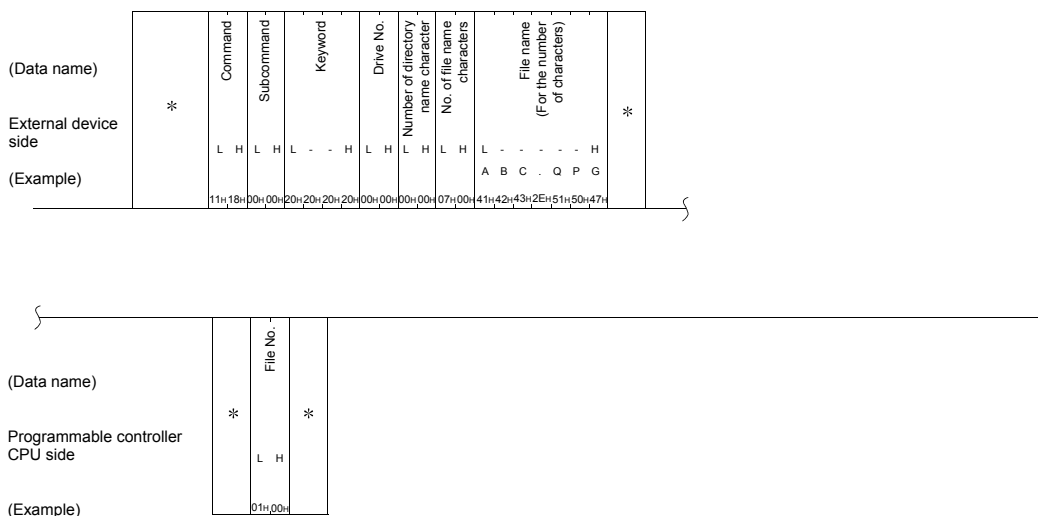 (Data name)
External device
side
(Example)
*
Command
Subcommand
Keyword
Drive No.
Number of directory
name character
No. of file name
characters
File name
(For the number
of characters)
*
L H L H L - - H L H L H L H L - - - - - H
A B C . Q P G
11H 18H 00H 00H 20H 20H 20H 20H 00H 00H 00H 00H 07H 00H 41H 42H 43H 2EH 51H 50H 47H
(Data name)
Programmable controller
CPU side
(Example)
*
File No.
*
L H
01H 00H